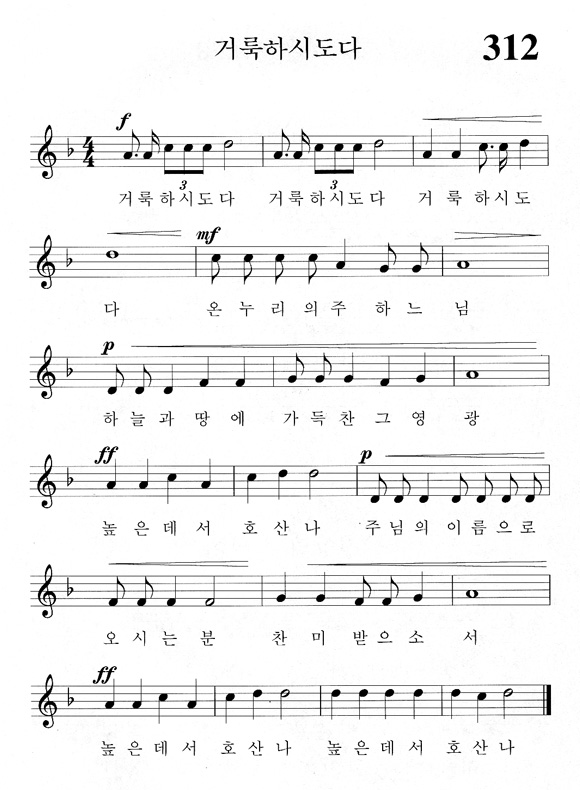 거룩하시도다 312
f
3 3
거룩하시도다 거룩하시도다 거룩하시도
mf
다 온누리의주 하느님
p
하늘과 땅에 가득찬그영 광
ff p
높은데서 호산나 주님의이름으로
오시는분 찬미 받으소 서
ff
높은데서 호산나 높은데서 호산나